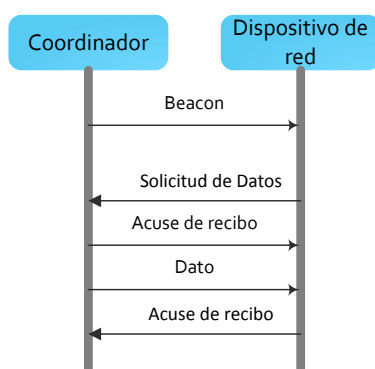 Coordinador
Dispositivo de
red
Beacon
Solicitud de Datos
Acuse de recibo
Dato
Acuse de recibo